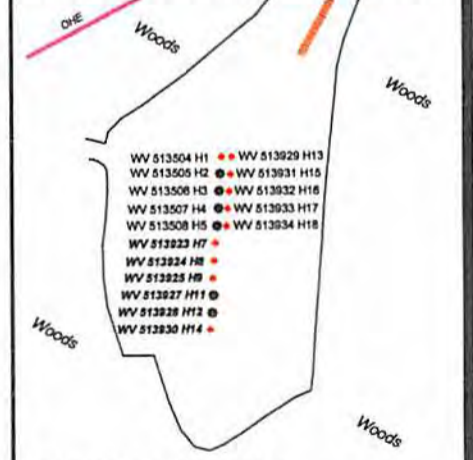 OHE
Woods
Woods
WV 513504 H1 WV 513929 H13
WV 513505 H2 WV 513931 H15
WV 513506 H3 WV 513932 H16
WV 513507 H4 WV 513933 H17
WV 513508 H5 WV 513934 H18
WV 513923 H7
WV 513924 H8
WV 513925 H9
WV 513927 H11
WV 513928 H12
WV 513930 H14
Woods
Woods